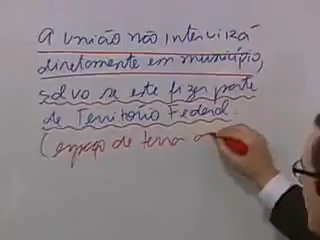 A união não intervirá
diretamente em município,
salvo se este fizer parte
de Território Federal.
(espaço de terra